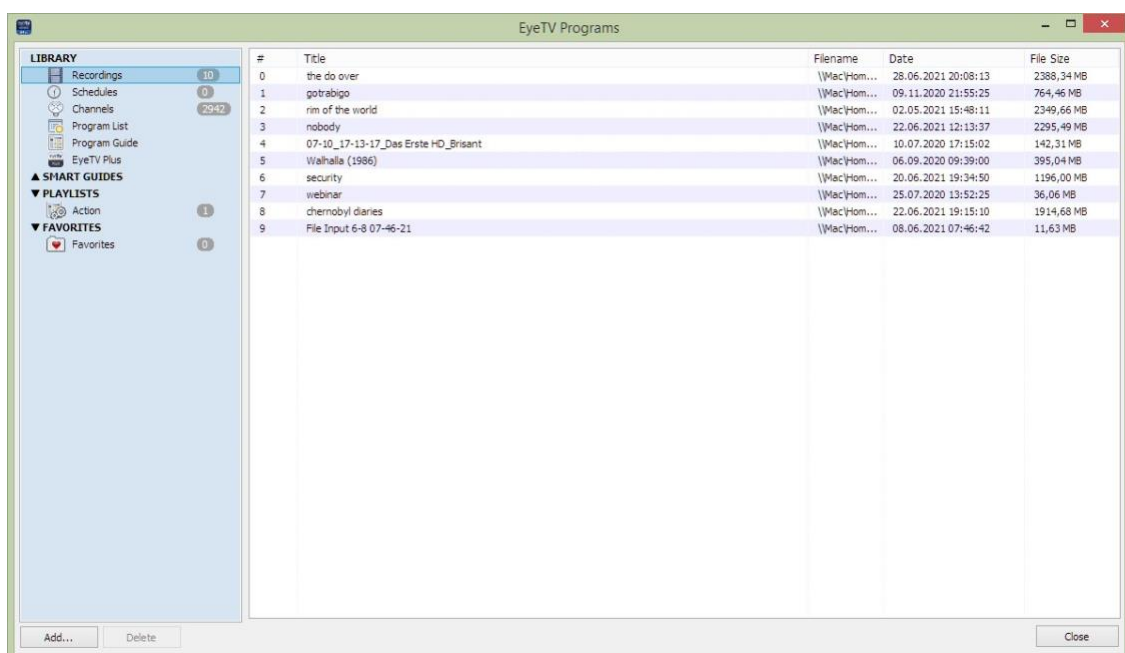 EyeTV Programs
LIBRARY
Recordings 10
Schedules 0
Channels 2942
Program List
Program Guide
EyeTV Plus
▲ SMART GUIDES
▼ PLAYLISTS
Action 1
▼ FAVORITES
Favorites 0
# Title Filename Date File Size
0 the do over \\Mac\Hom... 28.06.2021 20:08:13 2388,34 MB
1 gotrabigo \\Mac\Hom... 09.11.2020 21:55:25 764,46 MB
2 rim of the world \\Mac\Hom... 02.05.2021 15:48:11 2349,66 MB
3 nobody \\Mac\Hom... 22.06.2021 12:13:37 2295,49 MB
4 07-10_17-13-17_Das Erste HD_Brisant \\Mac\Hom... 10.07.2020 17:15:02 142,31 MB
5 Walhalla (1986) \\Mac\Hom... 06.09.2020 09:39:00 395,04 MB
6 security \\Mac\Hom... 20.06.2021 19:34:50 1196,00 MB
7 webinar \\Mac\Hom... 25.07.2020 13:52:25 36,06 MB
8 chernobyl diaries \\Mac\Hom... 22.06.2021 19:15:10 1914,68 MB
9 File Input 6-8 07-46-21 \\Mac\Hom... 08.06.2021 07:46:42 11,63 MB
Add... Delete Close